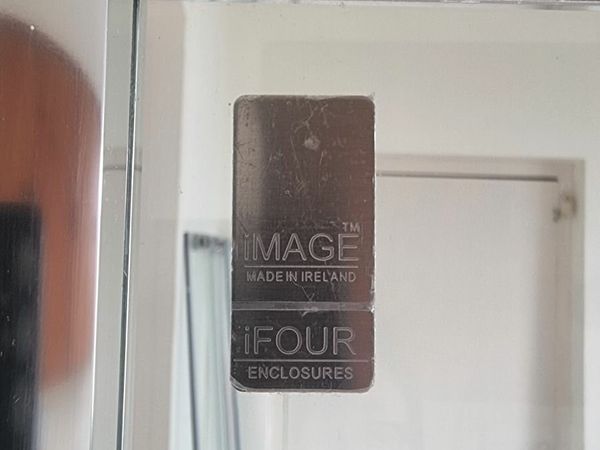 iMAGE™
MADE IN IRELAND
iFOUR
ENCLOSURES